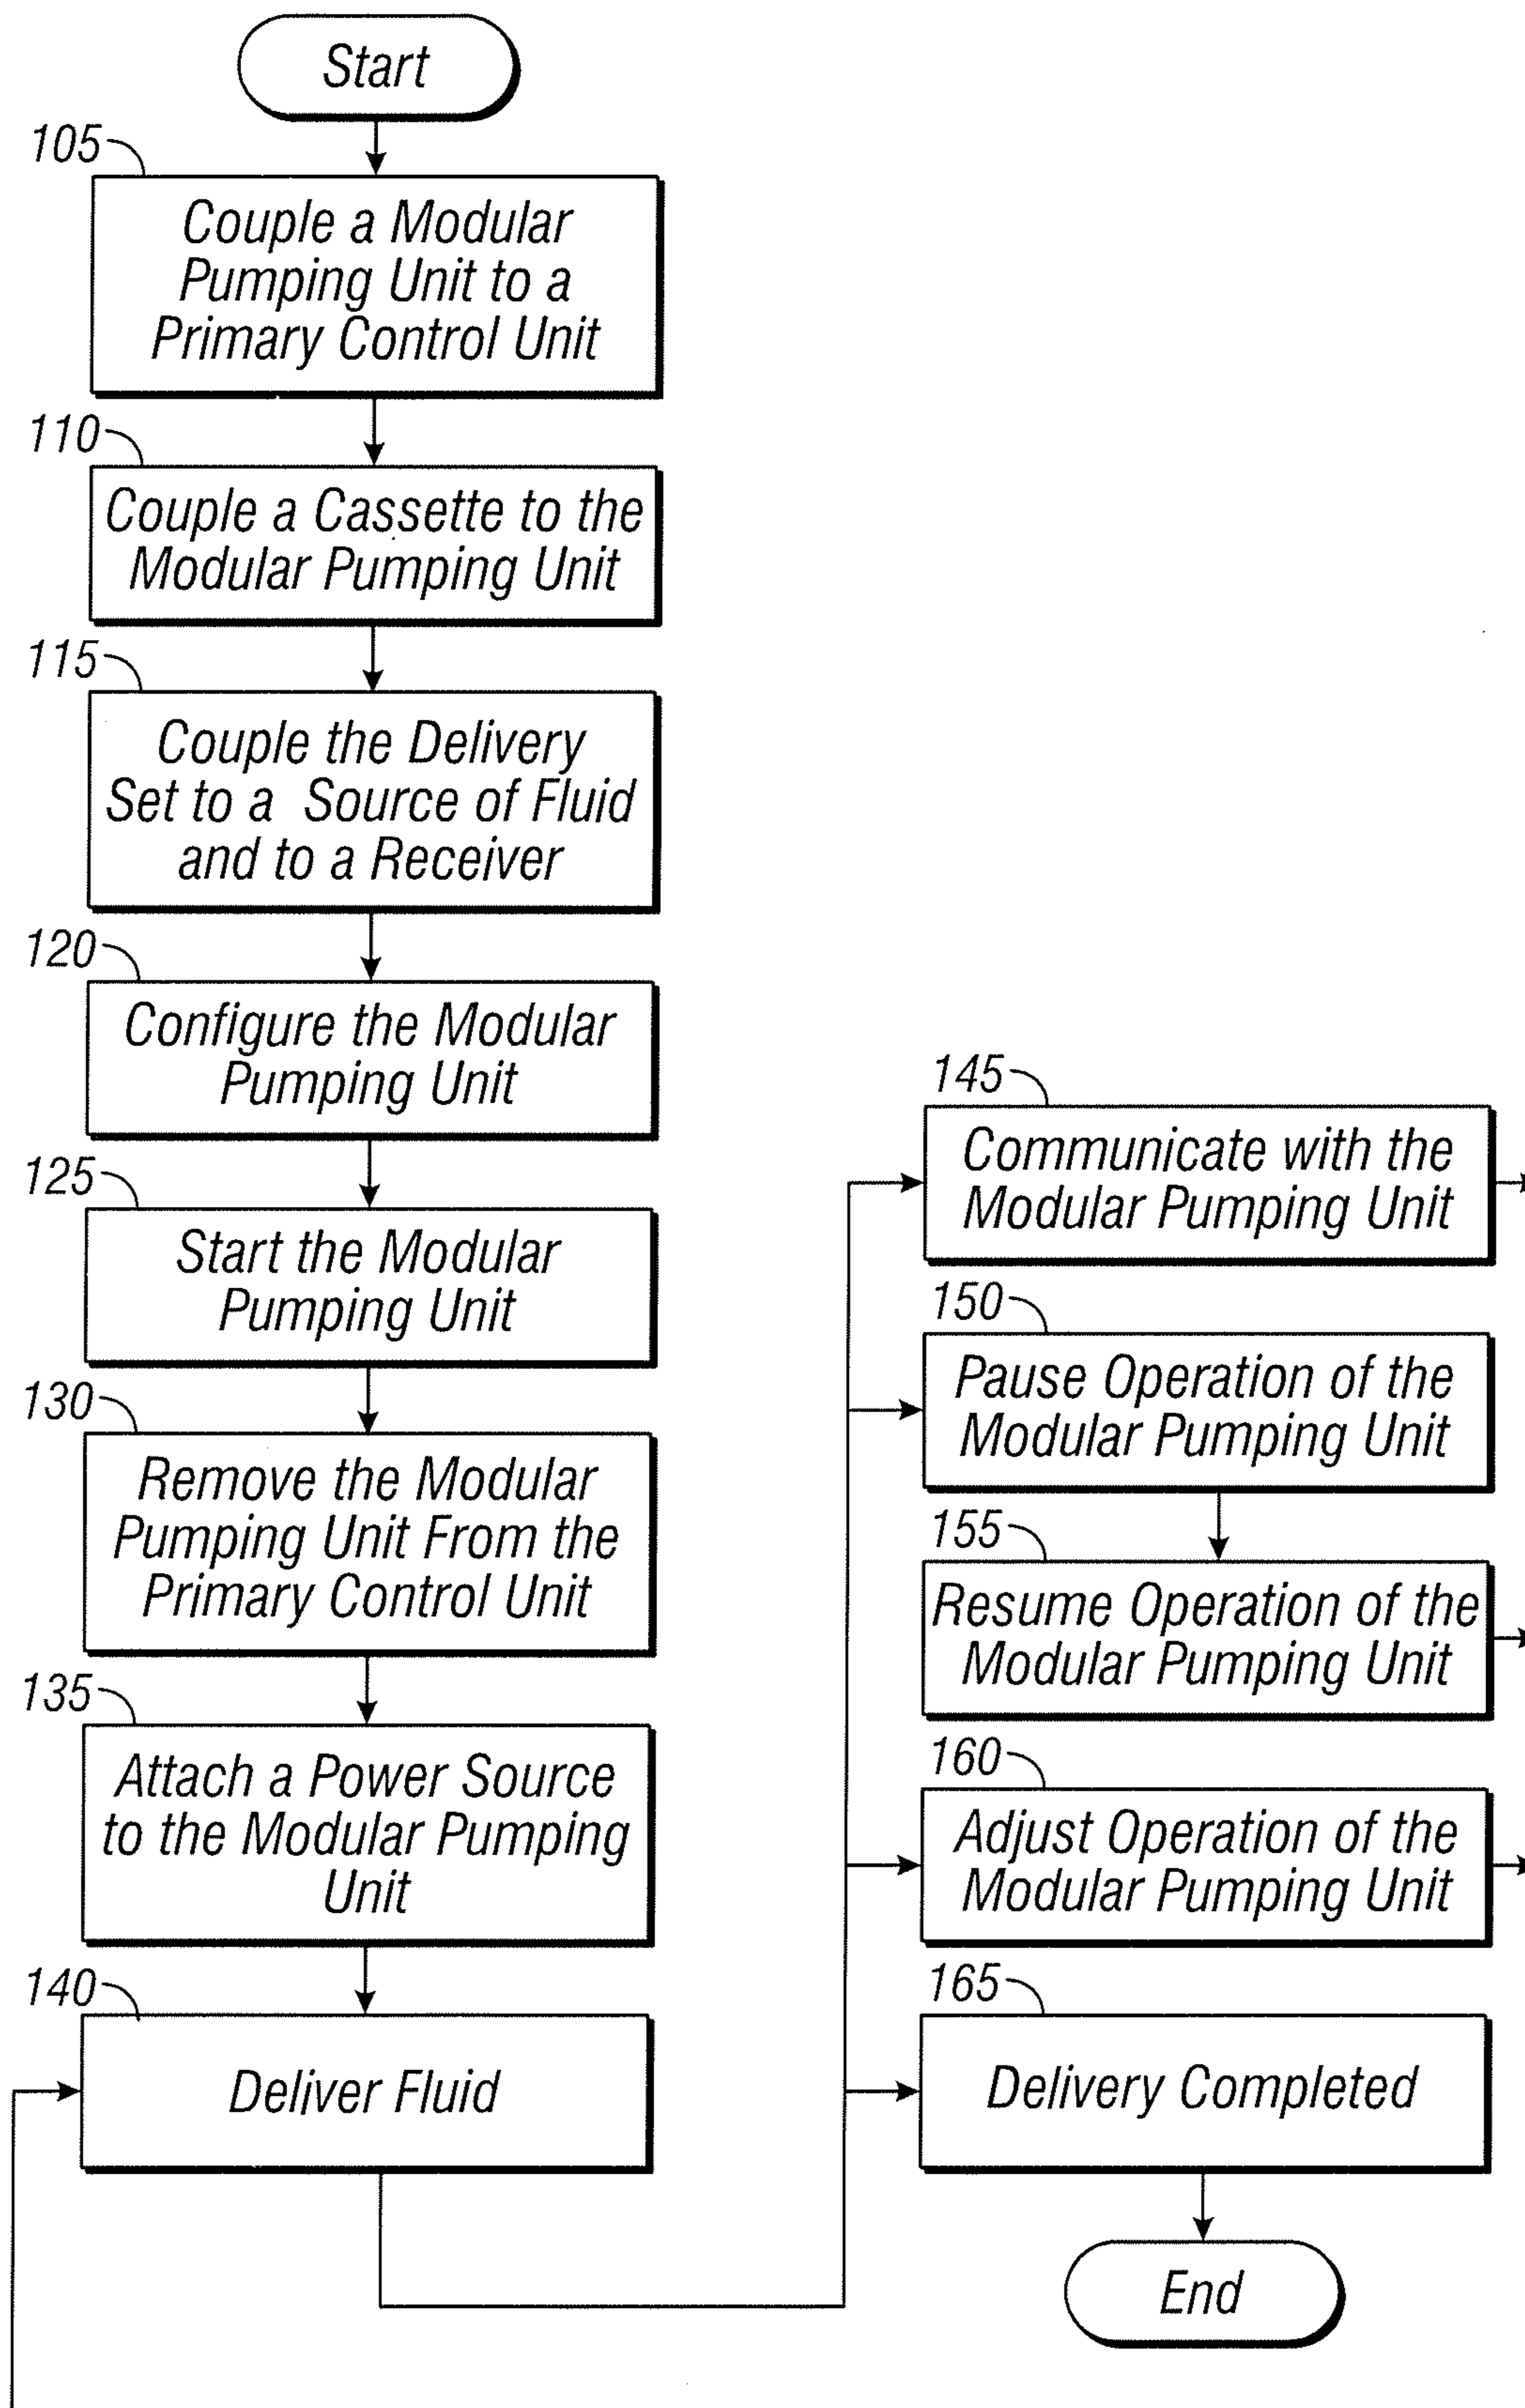 Start
105
Couple a Modular
Pumping Unit to a
Primary Control Unit
110
Couple a Cassette to the
Modular Pumping Unit
115
Couple the Delivery
Set to a Source of Fluid
and to a Receiver
120
Configure the Modular
Pumping Unit
125
Start the Modular
Pumping Unit
130
Remove the Modular
Pumping Unit From the
Primary Control Unit
135
Attach a Power Source
to the Modular Pumping
Unit
140
Deliver Fluid
145
Communicate with the
Modular Pumping Unit
150
Pause Operation of the
Modular Pumping Unit
155
Resume Operation of the
Modular Pumping Unit
160
Adjust Operation of the
Modular Pumping Unit
165
Delivery Completed
End